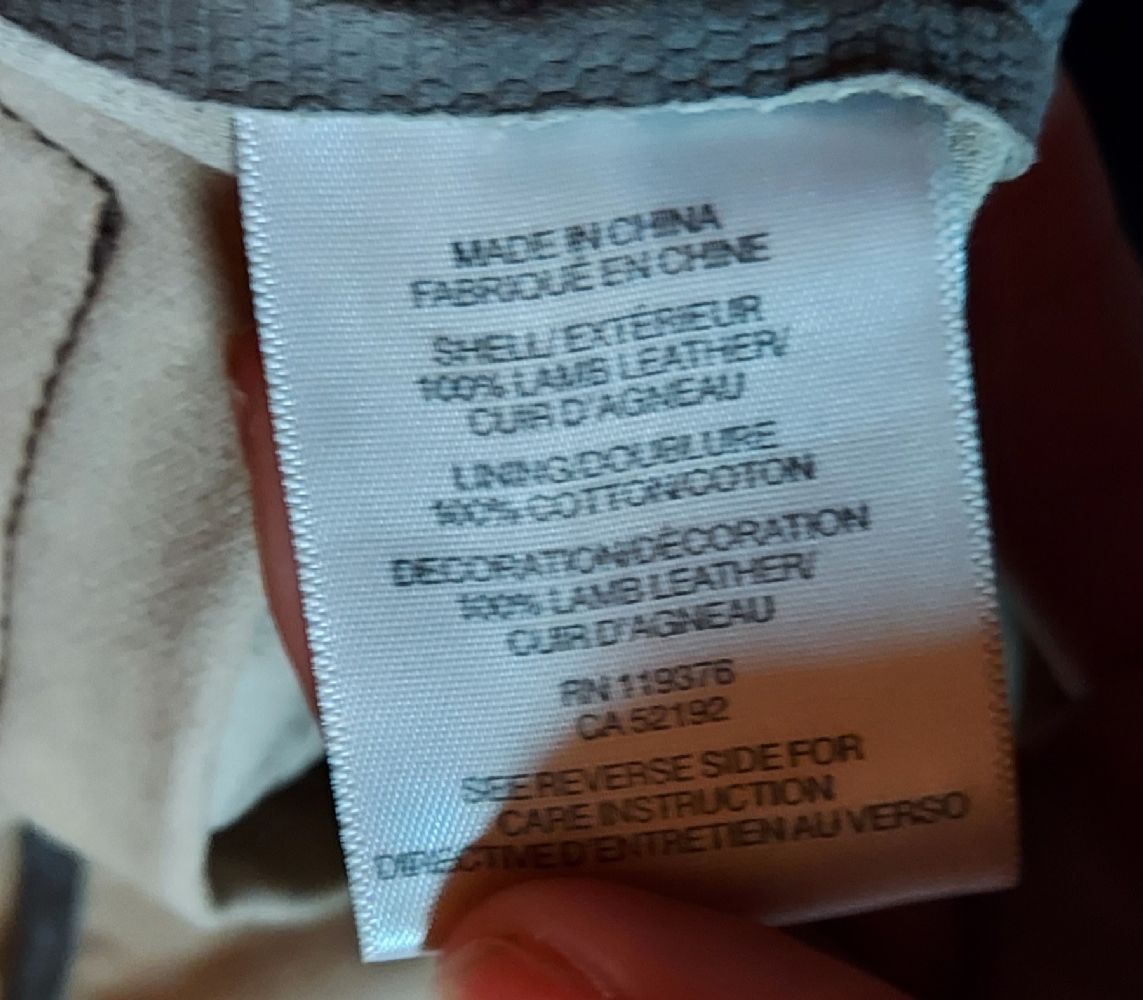 MADE IN CHINA
FABRIQUÉ EN CHINE
SHELL/EXTÉRIEUR
100% LAMB LEATHER/
CUIR D'AGNEAU
LINING/DOUBLURE
100% COTTON/COTON
DECORATION/DÉCORATION
100% LAMB LEATHER/
CUIR D'AGNEAU
RN 119376
CA 52192
SEE REVERSE SIDE FOR
CARE INSTRUCTION
DIRECTIVE D'ENTRETIEN AU VERSO